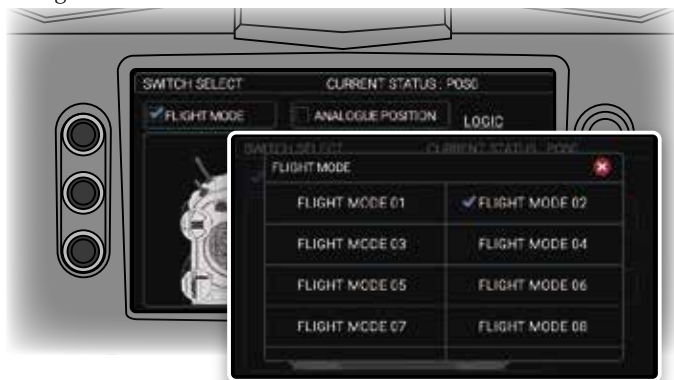 SWITCH SELECT CURRENT STATUS : POS0
FLIGHT MODE ANALOGUE POSITION LOGIC
FLIGHT MODE
FLIGHT MODE 01 FLIGHT MODE 02
FLIGHT MODE 03 FLIGHT MODE 04
FLIGHT MODE 05 FLIGHT MODE 06
FLIGHT MODE 07 FLIGHT MODE 08